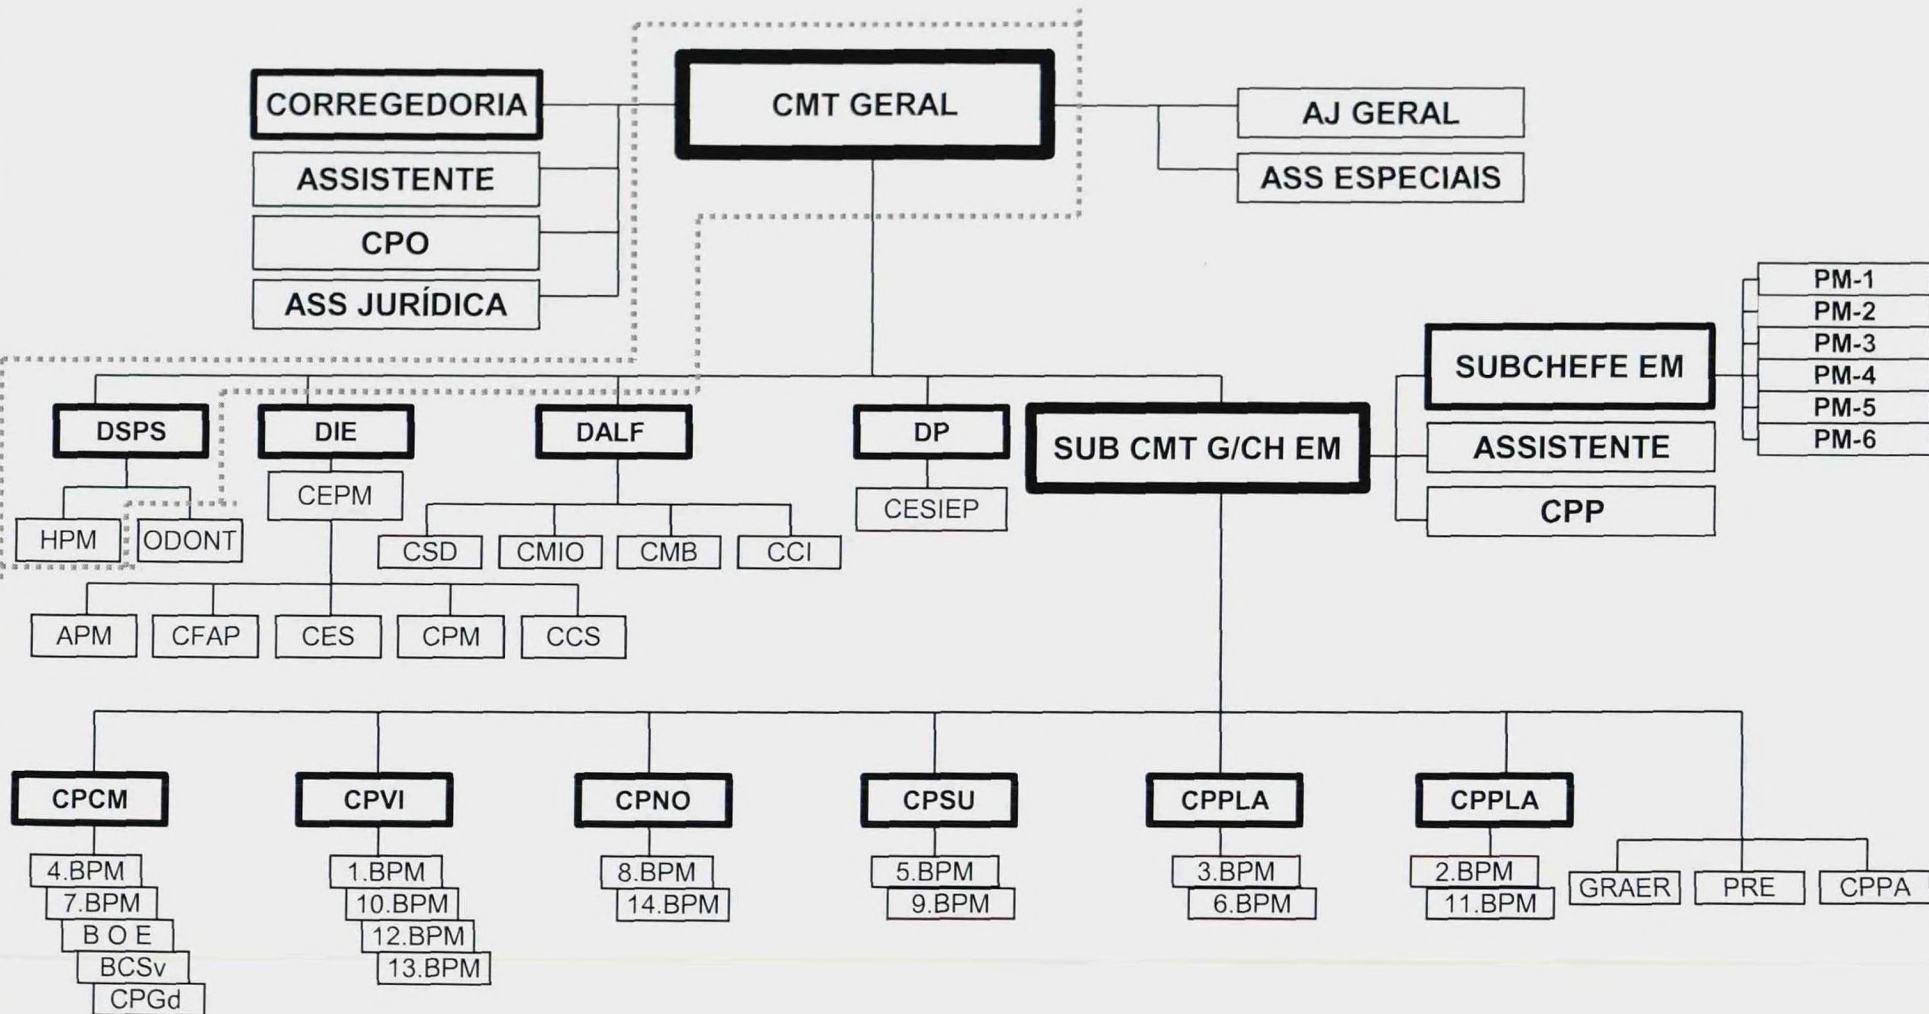 CMT GERAL
CORREGEDORIA
ASSISTENTE
CPO
ASS JURÍDICA
AJ GERAL
ASS ESPECIAIS
PM-1
PM-2
PM-3
PM-4
PM-5
PM-6
SUBCHEFE EM
ASSISTENTE
CPP
SUB CMT G/CH EM
DSPS
DIE
DALF
DP
CEPM
CESIEP
HPM
ODONT
CSD
CMIO
CMB
CCI
APM
CFAP
CES
CPM
CCS
CPCM
CPVI
CPNO
CPSU
CPPLA
CPPLA
4.BPM
7.BPM
B O E
BCSv
CPGd
1.BPM
10.BPM
12.BPM
13.BPM
8.BPM
14.BPM
5.BPM
9.BPM
3.BPM
6.BPM
2.BPM
11.BPM
GRAER
PRE
CPPA